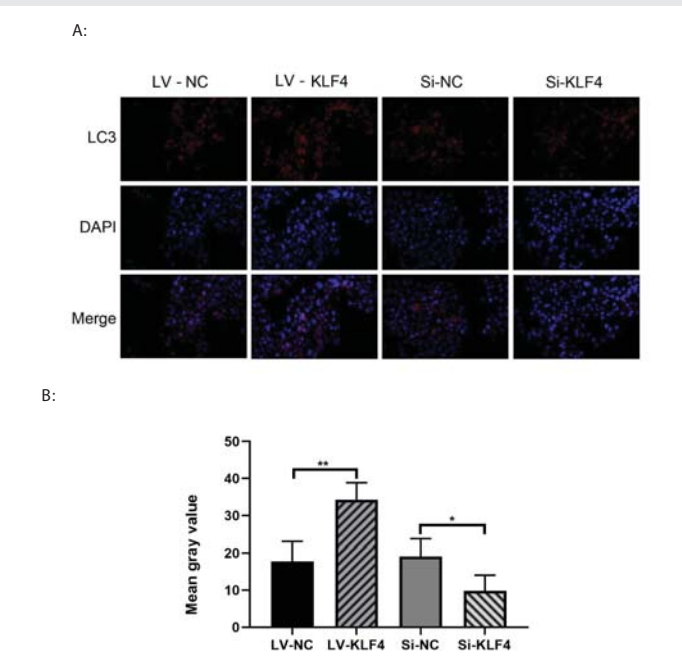 A:
LV - NC LV - KLF4 Si-NC Si-KLF4
LC3
DAPI
Merge
B:
50
40
30
20
10
0
Mean gray value
**
*
LV-NC LV-KLF4 Si-NC Si-KLF4